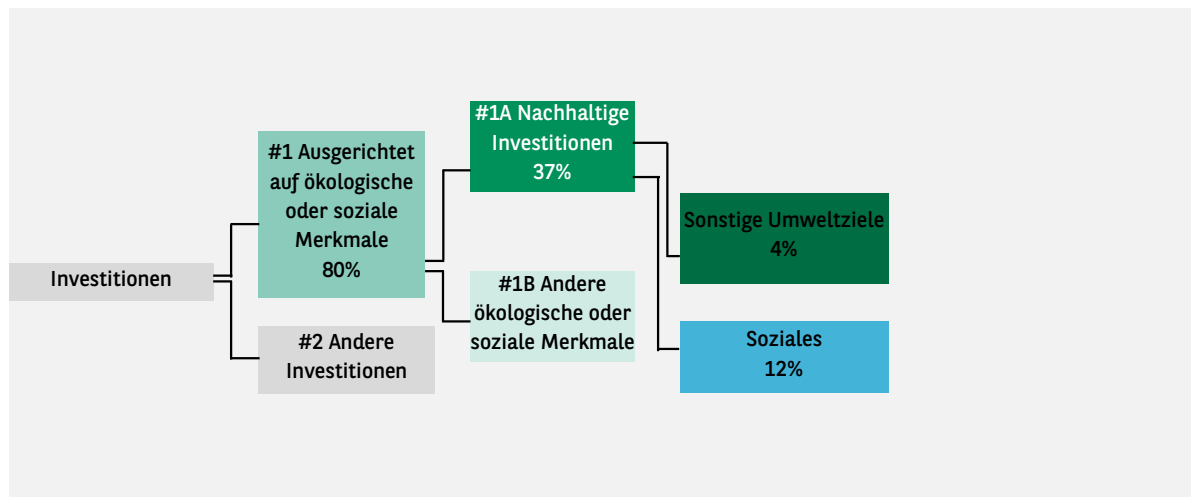 Investitionen
#1 Ausgerichtet
auf ökologische
oder soziale
Merkmale
80%
#2 Andere
Investitionen
#1A Nachhaltige
Investitionen
37%
#1B Andere
ökologische oder
soziale Merkmale
Sonstige Umweltziele
4%
Soziales
12%